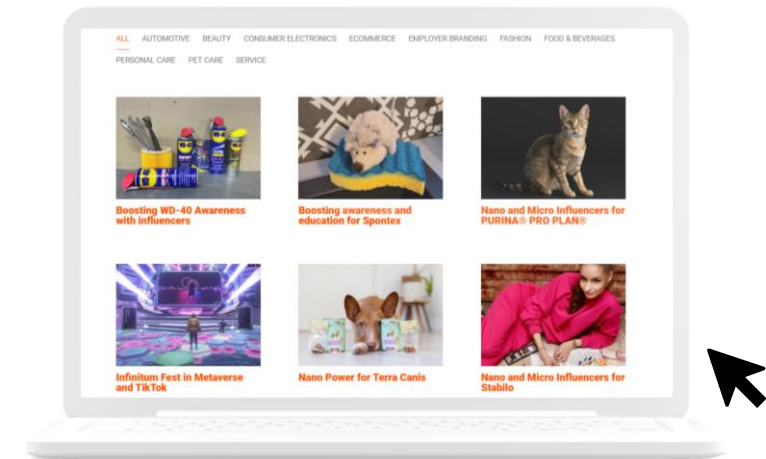 ALL AUTOMOTIVE BEAUTY CONSUMER ELECTRONICS ECOMMERCE EMPLOYER BRANDING FASHION FOOD & BEVERAGES
PERSONAL CARE PET CARE SERVICE
Boosting WD-40 Awareness
with influencers
Boosting awareness and
education for Spontex
Nano and Micro Influencers for
PURINA® PRO PLAN®
Infinitum Fest in Metaverse
and TikTok
Nano Power for Terra Canis
Nano and Micro Influencers for
Stabilo